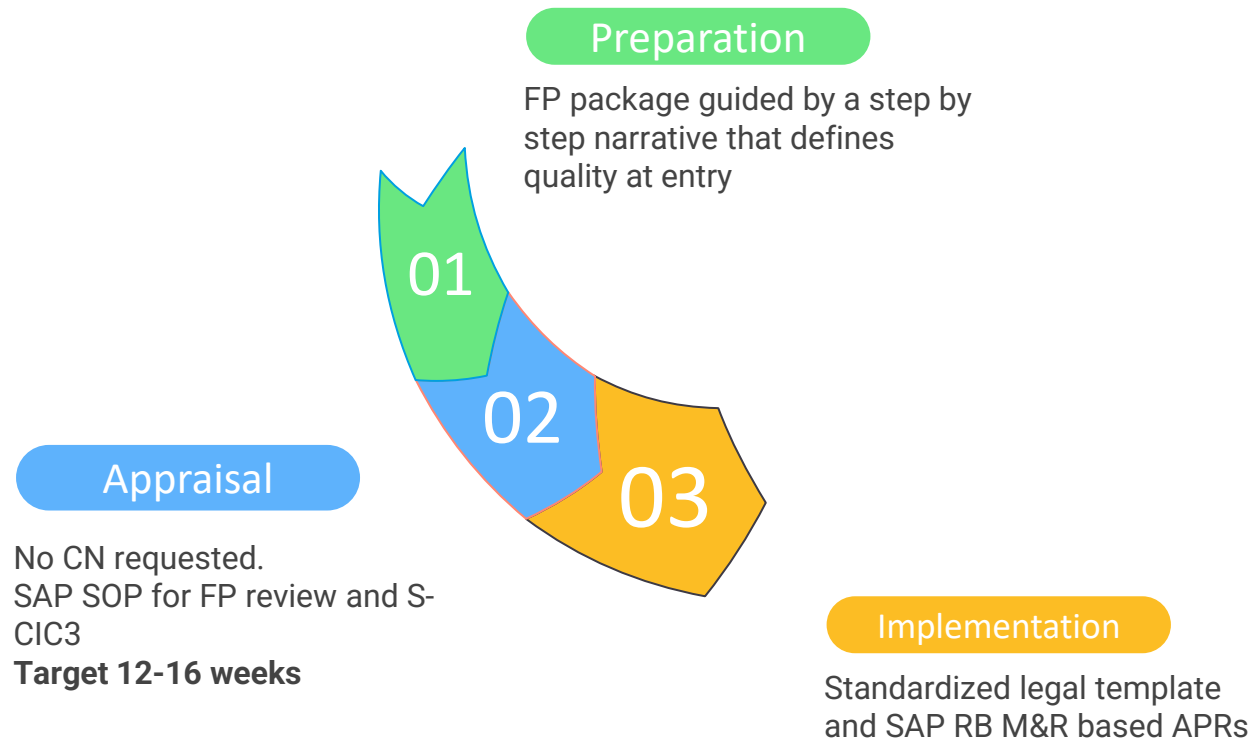 Preparation
FP package guided by a step by
step narrative that defines
quality at entry
01
02
03
Appraisal
No CN requested.
SAP SOP for FP review and S-
CIC3
Target 12-16 weeks
Implementation
Standardized legal template
and SAP RB M&R based APRs